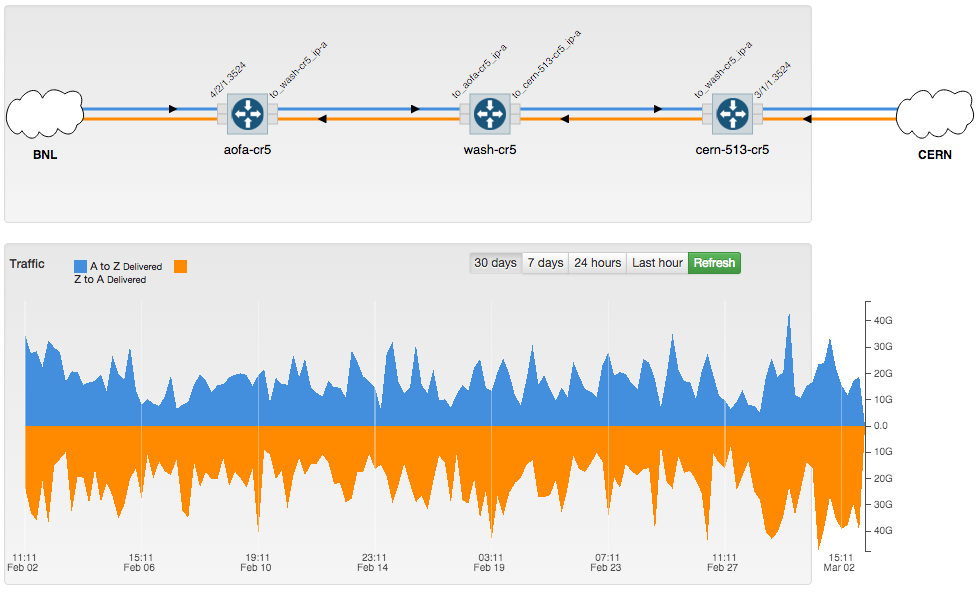 4/2/1.3524
to_wash-cr5_ip-a
to_aofa-cr5_ip-a
to_cern-513-cr5_ip-a
to_wash-cr5_ip-a
3/1/1.3524
BNL
aofa-cr5
wash-cr5
cern-513-cr5
CERN
Traffic
A to Z Delivered
Z to A Delivered
30 days
7 days
24 hours
Last hour
Refresh
40G
30G
20G
10G
0.0
10G
20G
30G
40G
11:11
Feb 02
15:11
Feb 06
19:11
Feb 10
23:11
Feb 14
03:11
Feb 19
07:11
Feb 23
11:11
Feb 27
15:11
Mar 02